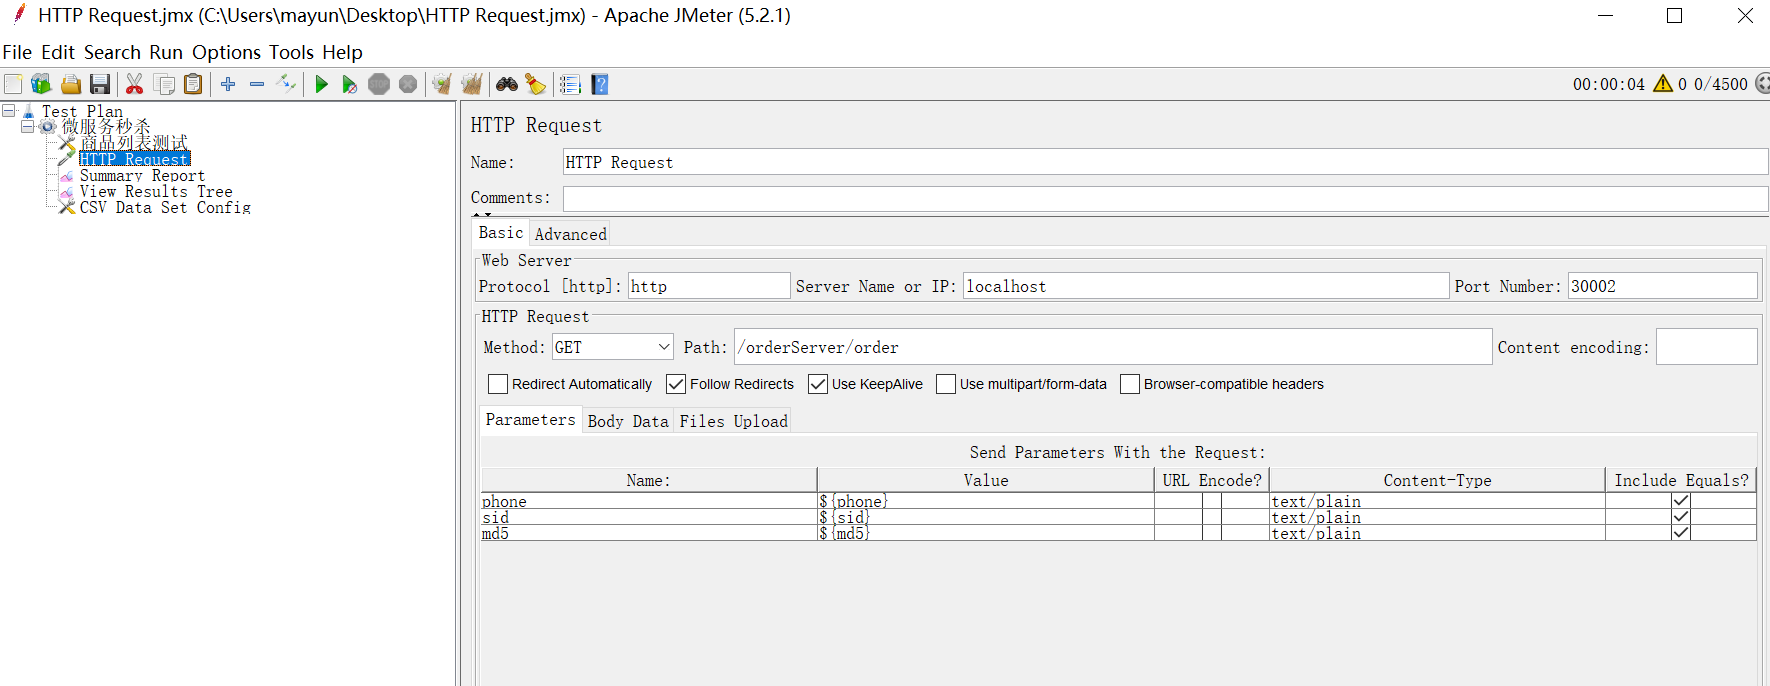 HTTP Request.jmx (C:\Users\mayun\Desktop\HTTP Request.jmx) - Apache JMeter (5.2.1)
File Edit Search Run Options Tools Help
STOP
00:00:04 0 0/4500
Test Plan
微服务秒杀
商品列表测试
HTTP Request
Summary Report
View Results Tree
CSV Data Set Config
HTTP Request
Name: HTTP Request
Comments:
Basic Advanced
Web Server
Protocol [http]: http Server Name or IP: localhost Port Number: 30002
HTTP Request
Method: GET Path: /orderServer/order Content encoding:
Redirect Automatically Follow Redirects Use KeepAlive Use multipart/form-data Browser-compatible headers
Parameters Body Data Files Upload
Send Parameters With the Request:
Name: Value URL Encode? Content-Type Include Equals?
phone ${phone} text/plain
sid ${sid} text/plain
md5 ${md5} text/plain